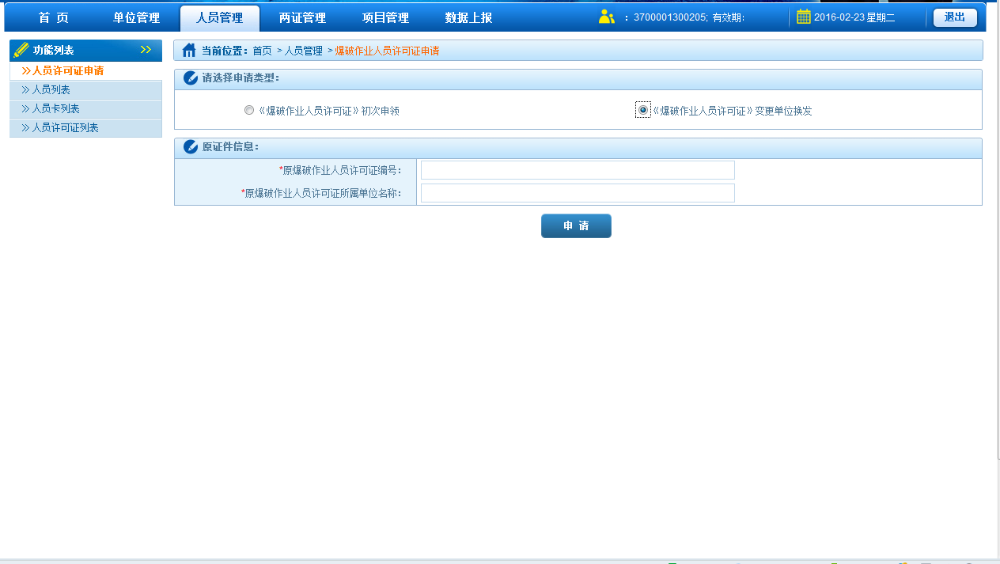 首 页 单位管理 人员管理 两证管理 项目管理 数据上报 : 3700001300205; 有效期: 2016-02-23 星期二 退出
功能列表 >>
>>人员许可证申请
>>人员列表
>>人员卡列表
>>人员许可证列表
当前位置：首页 >人员管理 >爆破作业人员许可证申请
请选择申请类型：
《爆破作业人员许可证》初次申领 《爆破作业人员许可证》变更单位换发
原证件信息：
*原爆破作业人员许可证编号：
*原爆破作业人员许可证所属单位名称：
申 请